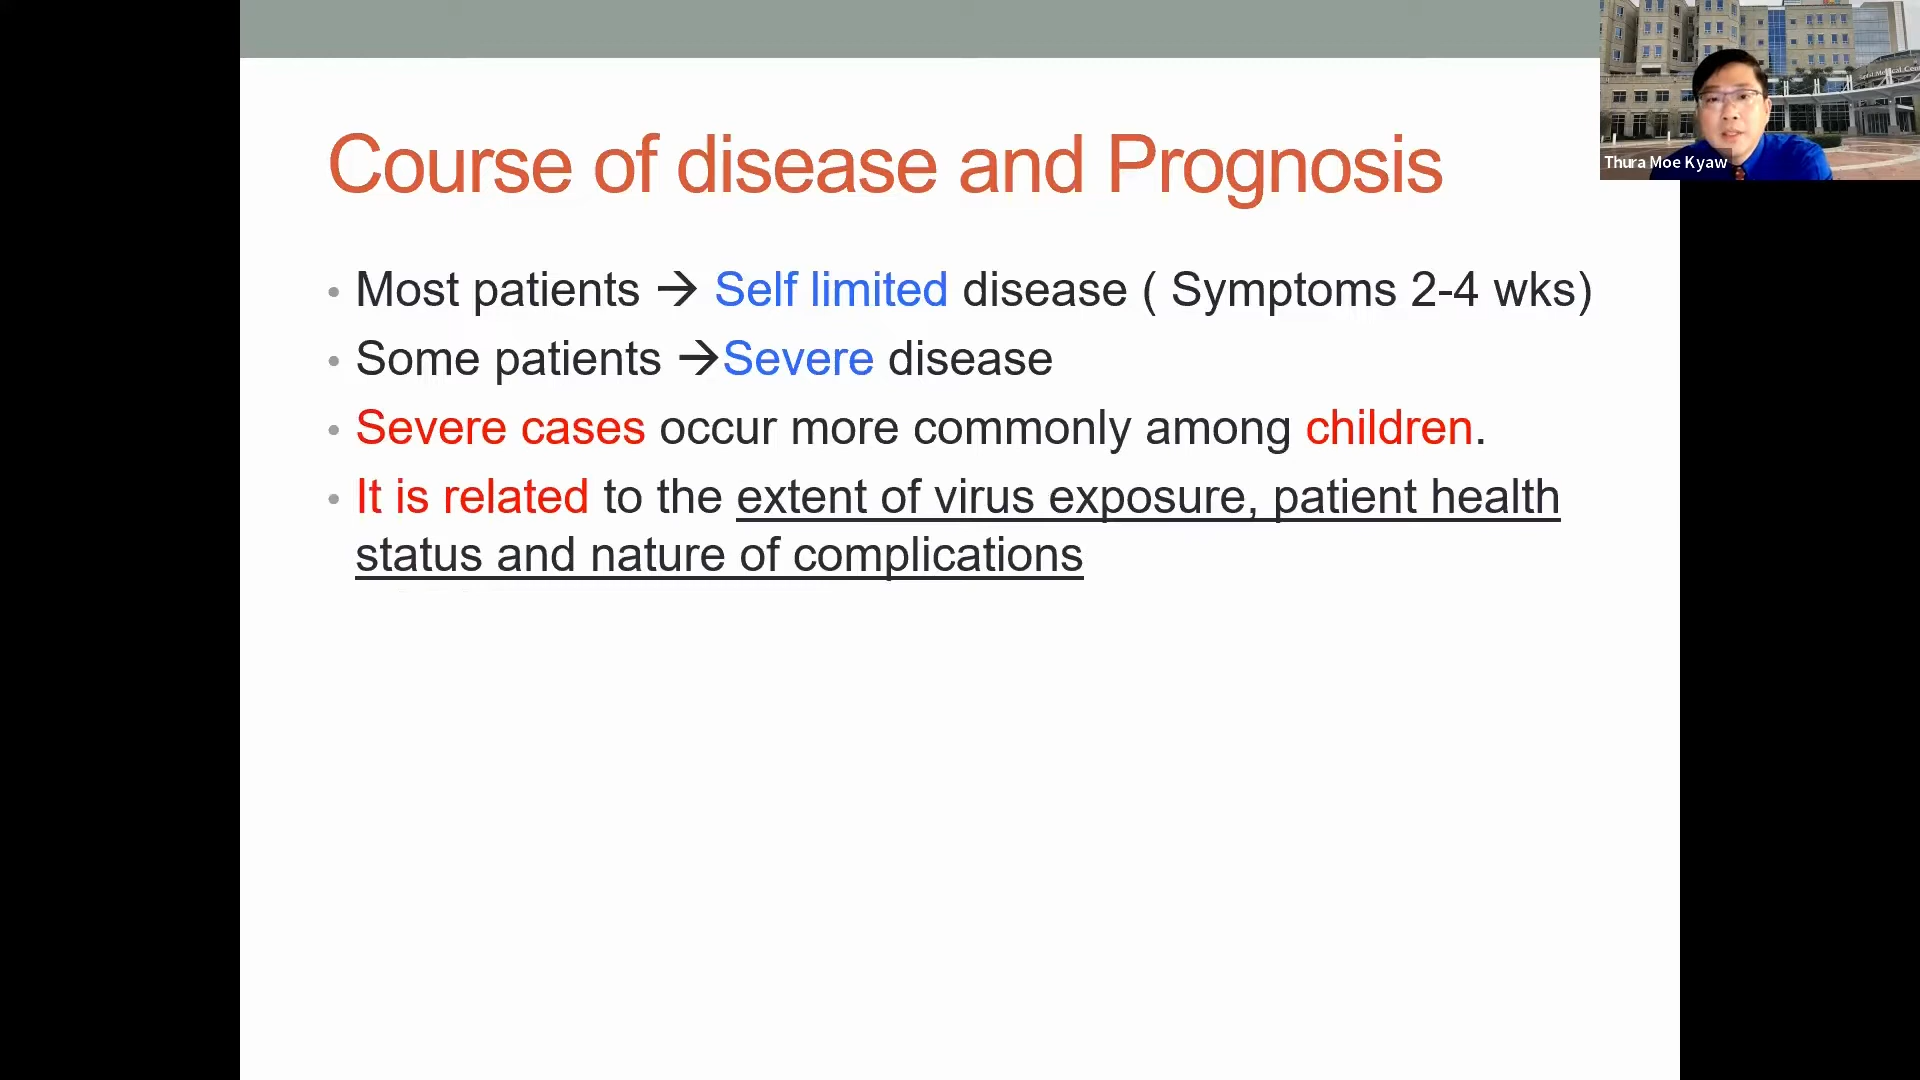 Course of disease and Prognosis
• Most patients → Self limited disease ( Symptoms 2-4 wks)
• Some patients →Severe disease
• Severe cases occur more commonly among children.
• It is related to the extent of virus exposure, patient health
status and nature of complications
Thura Moe Kyaw